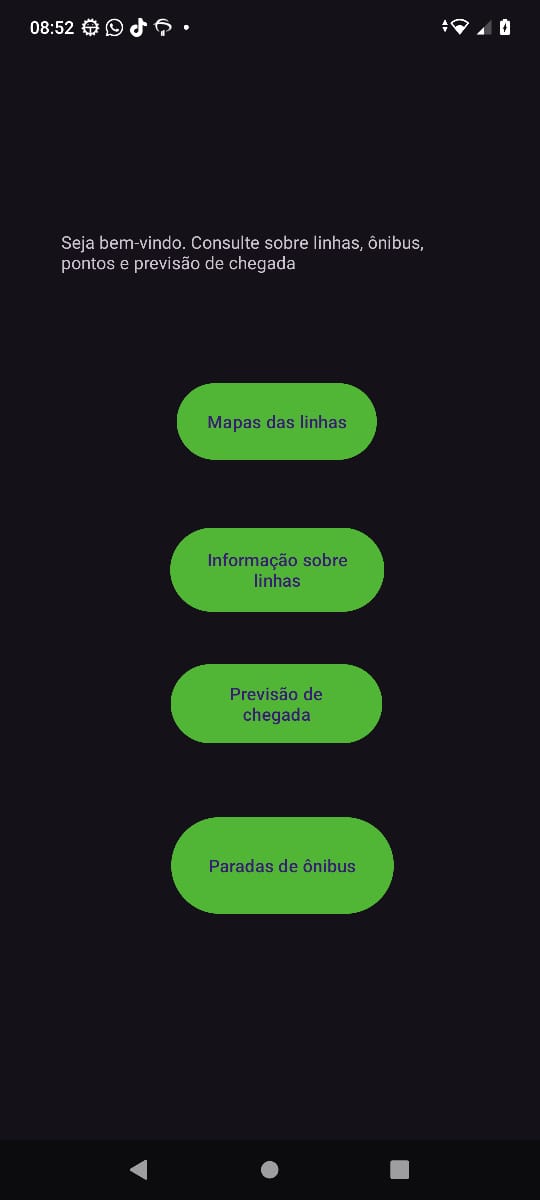 08:52
Seja bem-vindo. Consulte sobre linhas, ônibus,
pontos e previsão de chegada
Mapas das linhas
Informação sobre
linhas
Previsão de
chegada
Paradas de ônibus